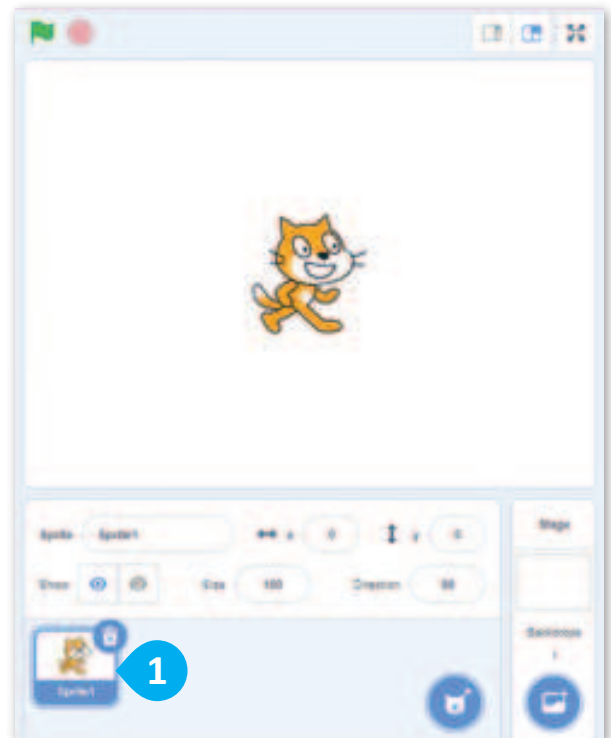 Sprite Sprite1 x 0 y 0
Stage
Show Size 100 Direction 90
Backdrops
1
Sprite1
1